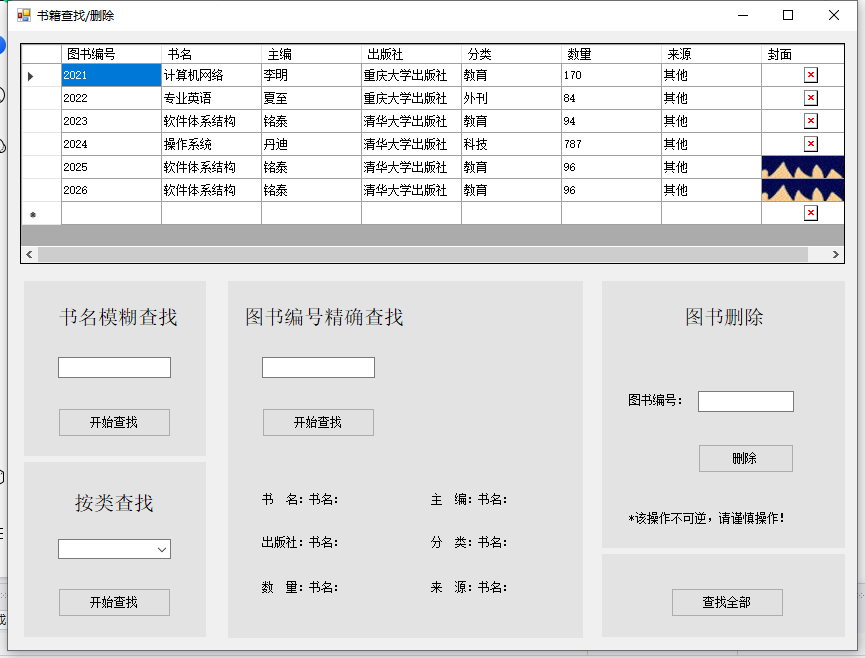 书籍查找/删除
图书编号 书名 主编 出版社 分类 数量 来源 封面
2021 计算机网络 李明 重庆大学出版社 教育 170 其他
2022 专业英语 夏至 重庆大学出版社 外刊 84 其他
2023 软件体系结构 铭泰 清华大学出版社 教育 94 其他
2024 操作系统 丹迪 清华大学出版社 科技 787 其他
2025 软件体系结构 铭泰 清华大学出版社 教育 96 其他
2026 软件体系结构 铭泰 清华大学出版社 教育 96 其他
书名模糊查找
开始查找
按类查找
开始查找
图书编号精确查找
开始查找
书 名：书名： 主 编：书名：
出版社：书名： 分 类：书名：
数 量：书名： 来 源：书名：
图书删除
图书编号：
删除
*该操作不可逆，请谨慎操作！
查找全部